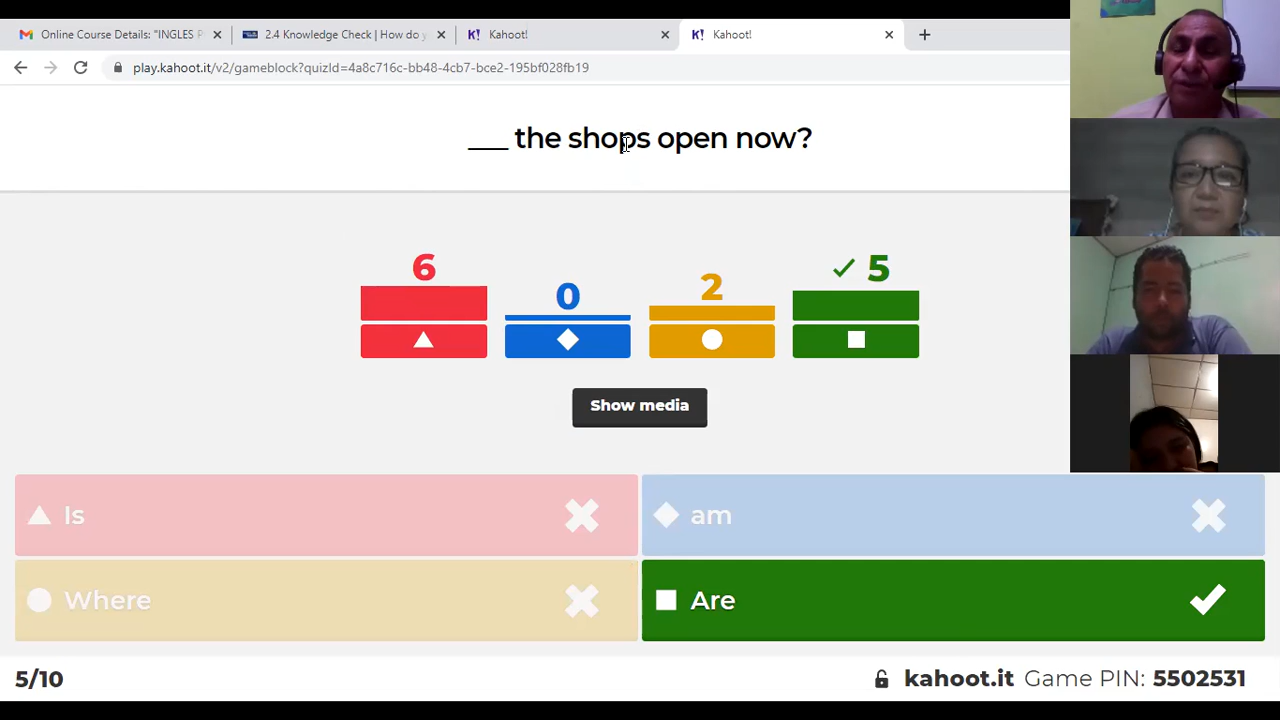 Online Course Details: "INGLES P
2.4 Knowledge Check | How do y
K! Kahoot!
K! Kahoot!
play.kahoot.it/v2/gameblock?quizId=4a8c716c-bb48-4cb7-bce2-195bf028fb19
___ the shops open now?
6
0
2
5
Show media
Is
am
Where
Are
5/10
kahoot.it Game PIN: 5502531